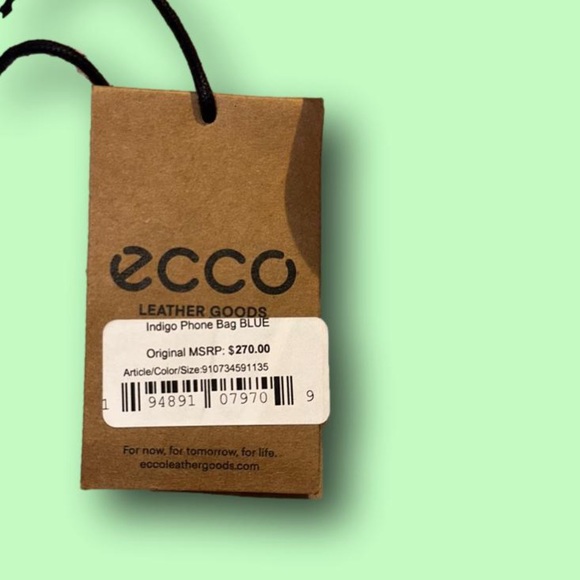 ecco
LEATHER GOODS
Indigo Phone Bag BLUE
Original MSRP: $270.00
Article/Color/Size:910734591135
1 94891 07970 9
For now, for tomorrow, for life.
eccoleathergoods.com